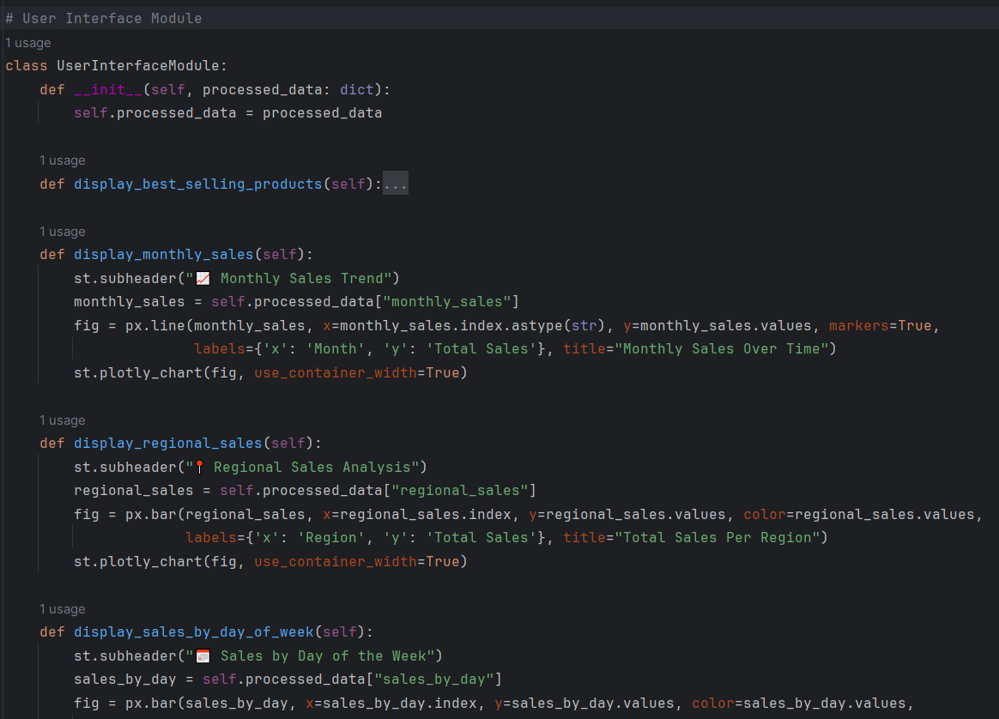 # User Interface Module
1 usage
class UserInterfaceModule:
    def __init__(self, processed_data: dict):
        self.processed_data = processed_data
    1 usage
    def display_best_selling_products(self):...
    1 usage
    def display_monthly_sales(self):
        st.subheader("📈 Monthly Sales Trend")
        monthly_sales = self.processed_data["monthly_sales"]
        fig = px.line(monthly_sales, x=monthly_sales.index.astype(str), y=monthly_sales.values, markers=True,
                      labels={'x': 'Month', 'y': 'Total Sales'}, title="Monthly Sales Over Time")
        st.plotly_chart(fig, use_container_width=True)
    1 usage
    def display_regional_sales(self):
        st.subheader("📍 Regional Sales Analysis")
        regional_sales = self.processed_data["regional_sales"]
        fig = px.bar(regional_sales, x=regional_sales.index, y=regional_sales.values, color=regional_sales.values,
                     labels={'x': 'Region', 'y': 'Total Sales'}, title="Total Sales Per Region")
        st.plotly_chart(fig, use_container_width=True)
    1 usage
    def display_sales_by_day_of_week(self):
        st.subheader("📅 Sales by Day of the Week")
        sales_by_day = self.processed_data["sales_by_day"]
        fig = px.bar(sales_by_day, x=sales_by_day.index, y=sales_by_day.values, color=sales_by_day.values,